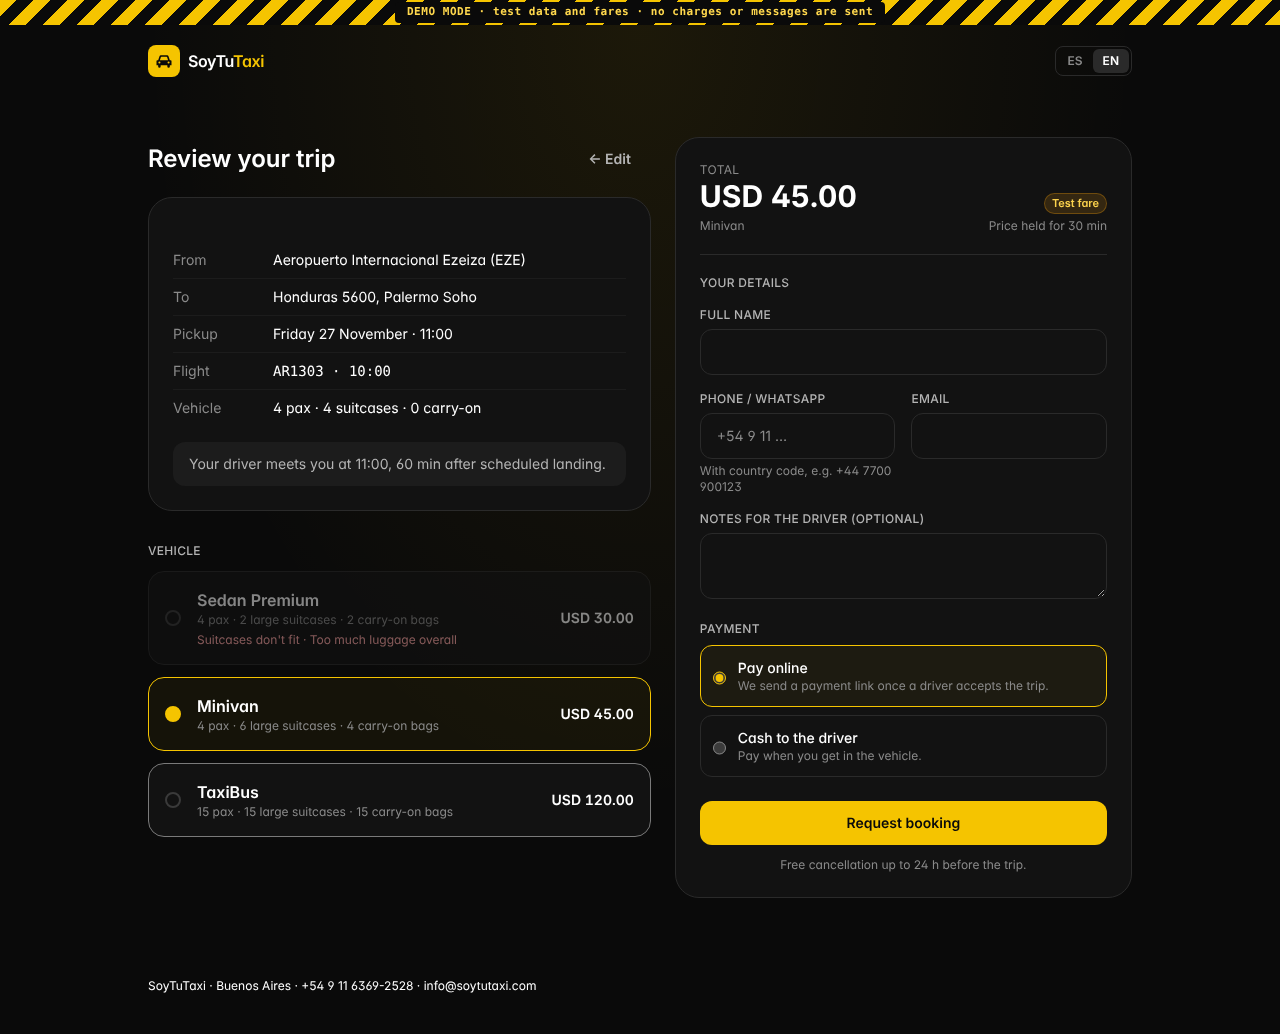 DEMO MODE · test data and fares · no charges or messages are sent
SoyTuTaxi
ES EN
Review your trip
← Edit
From Aeropuerto Internacional Ezeiza (EZE)
To Honduras 5600, Palermo Soho
Pickup Friday 27 November · 11:00
Flight AR1303 · 10:00
Vehicle 4 pax · 4 suitcases · 0 carry-on
Your driver meets you at 11:00, 60 min after scheduled landing.
VEHICLE
Sedan Premium
4 pax · 2 large suitcases · 2 carry-on bags
Suitcases don't fit · Too much luggage overall
USD 30.00
Minivan
4 pax · 6 large suitcases · 4 carry-on bags
USD 45.00
TaxiBus
15 pax · 15 large suitcases · 15 carry-on bags
USD 120.00
TOTAL
USD 45.00
Test fare
Minivan
Price held for 30 min
YOUR DETAILS
FULL NAME
PHONE / WHATSAPP
+54 9 11 ...
With country code, e.g. +44 7700
900123
EMAIL
NOTES FOR THE DRIVER (OPTIONAL)
PAYMENT
Pay online
We send a payment link once a driver accepts the trip.
Cash to the driver
Pay when you get in the vehicle.
Request booking
Free cancellation up to 24 h before the trip.
SoyTuTaxi · Buenos Aires · +54 9 11 6369-2528 · info@soytutaxi.com